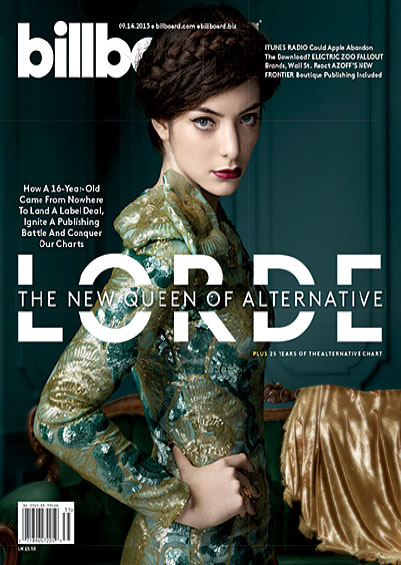 09.14.2013 • billboard.com • billboard.biz
billbo
ITUNES RADIO Could Apple Abandon
The Download? ELECTRIC ZOO FALLOUT
Brands, Wall St. React AZOFF'S NEW
FRONTIER Boutique Publishing Included
How A 16-Year-Old
Came From Nowhere
To Land A Label Deal,
Ignite A Publishing
Battle And Conquer
Our Charts
LORDE
THE NEW QUEEN OF ALTERNATIVE
PLUS 25 YEARS OF THE ALTERNATIVE CHART
UK £5.50